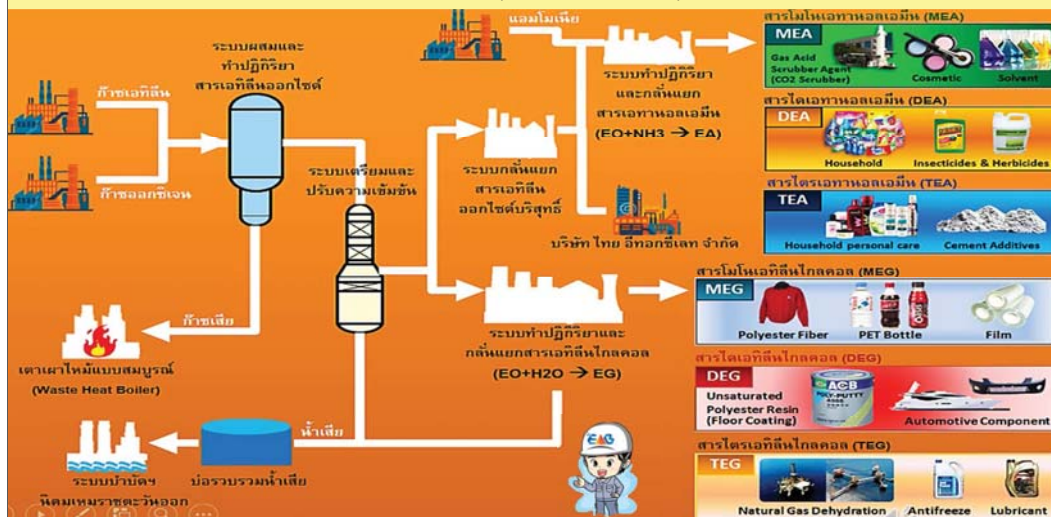 แอมโมเนีย
ระบบผสมและ
ทำปฏิกิริยา
สารเอทิลีนออกไซด์
ก๊าซเอทิลีน
ก๊าซออกซิเจน
ระบบเตรียมและ
ปรับความเข้มข้น
ระบบทำปฏิกิริยา
และกลั่นแยก
สารเอทานอลเอมีน
(EO+NH3 → EA)
ระบบกลั่นแยก
สารเอทิลีน
ออกไซด์บริสุทธิ์
บริษัท ไทย อีทอกซีเลท จำกัด
ก๊าซเสีย
เตาเผาไหม้แบบสมบูรณ์
(Waste Heat Boiler)
ระบบทำปฏิกิริยาและ
กลั่นแยกสารเอทิลีนไกลคอล
(EO+H2O → EG)
น้ำเสีย
บ่อรวบรวมน้ำเสีย
ระบบบำบัดฯ
นิคมเหมราชตะวันออก
สารโมโนเอทานอลเอมีน (MEA)
MEA
Gas Acid
Scrubber Agent
(CO2 Scrubber)
Cosmetic
Solvent
สารไดเอทานอลเอมีน (DEA)
DEA
Household
Insecticides & Herbicides
สารไตรเอทานอลเอมีน (TEA)
TEA
Household personal care
Cement Additives
สารโมโนเอทิลีนไกลคอล (MEG)
MEG
Polyester Fiber
PET Bottle
Film
สารไดเอทิลีนไกลคอล (DEG)
DEG
Unsaturated
Polyester Resin
(Floor Coating)
ACB
POLY-PUTTY
Automotive Component
สารไตรเอทิลีนไกลคอล (TEG)
TEG
Natural Gas Dehydration
Antifreeze
Lubricant